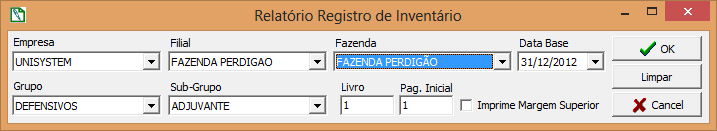 Relatório Registro de Inventário
Empresa Filial Fazenda Data Base
UNISYSTEM FAZENDA PERDIGAO FAZENDA PERDIGÃO 31/12/2012 OK
Limpar
Grupo Sub-Grupo Livro Pag. Inicial
DEFENSIVOS ADJUVANTE 1 1 Imprime Margem Superior Cancel